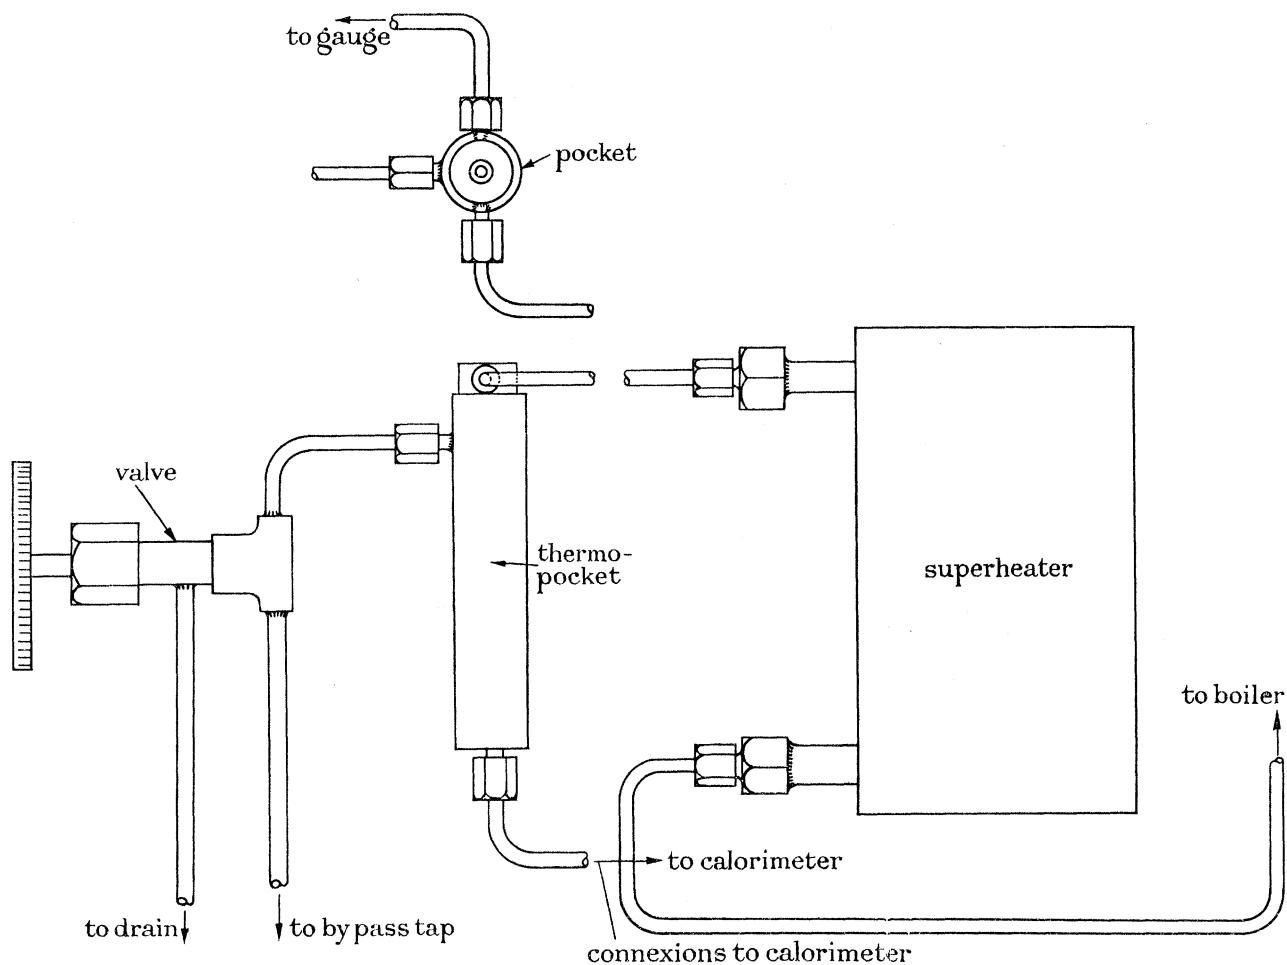 to gauge
pocket
valve
thermo-
pocket
superheater
to boiler
to calorimeter
to drain
to by pass tap
connexions to calorimeter